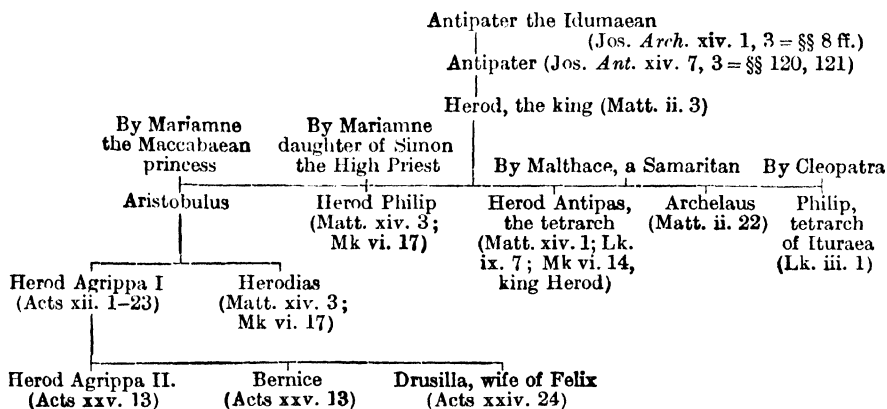 Antipater the Idumaean
(Jos. Arch. xiv. 1, 3 = §§ 8 ff.)
Antipater (Jos. Ant. xiv. 7, 3 = §§ 120, 121)
Herod, the king (Matt. ii. 3)
By Mariamne
the Maccabaean
princess
By Mariamne
daughter of Simon
the High Priest
By Malthace, a Samaritan
By Cleopatra
Aristobulus
Herod Philip
(Matt. xiv. 3;
Mk vi. 17)
Herod Antipas,
the tetrarch
(Matt. xiv. 1; Lk.
ix. 7; Mk vi. 14,
king Herod)
Archelaus
(Matt. ii. 22)
Philip,
tetrarch
of Ituraea
(Lk. iii. 1)
Herod Agrippa I
(Acts xii. 1–23)
Herodias
(Matt. xiv. 3;
Mk vi. 17)
Herod Agrippa II.
(Acts xxv. 13)
Bernice
(Acts xxv. 13)
Drusilla, wife of Felix
(Acts xxiv. 24)